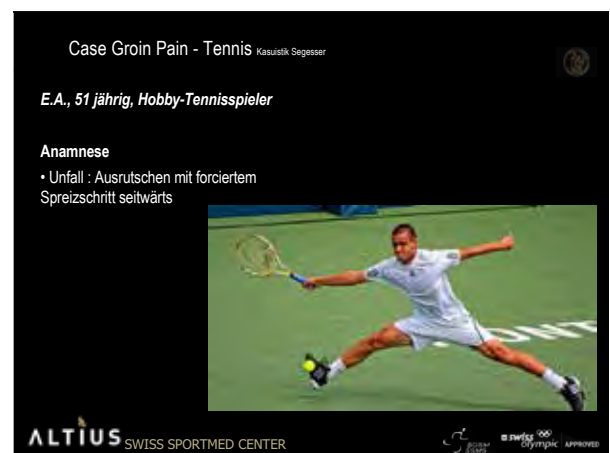 Case Groin Pain - Tennis Kasuistik Segesser
E.A., 51 jährig, Hobby-Tennisspieler
Anamnese
• Unfall : Ausrutschen mit forciertem
Spreizschritt seitwärts
ONT
ALTIUS SWISS SPORTMED CENTER
swiss olympic APPROVED